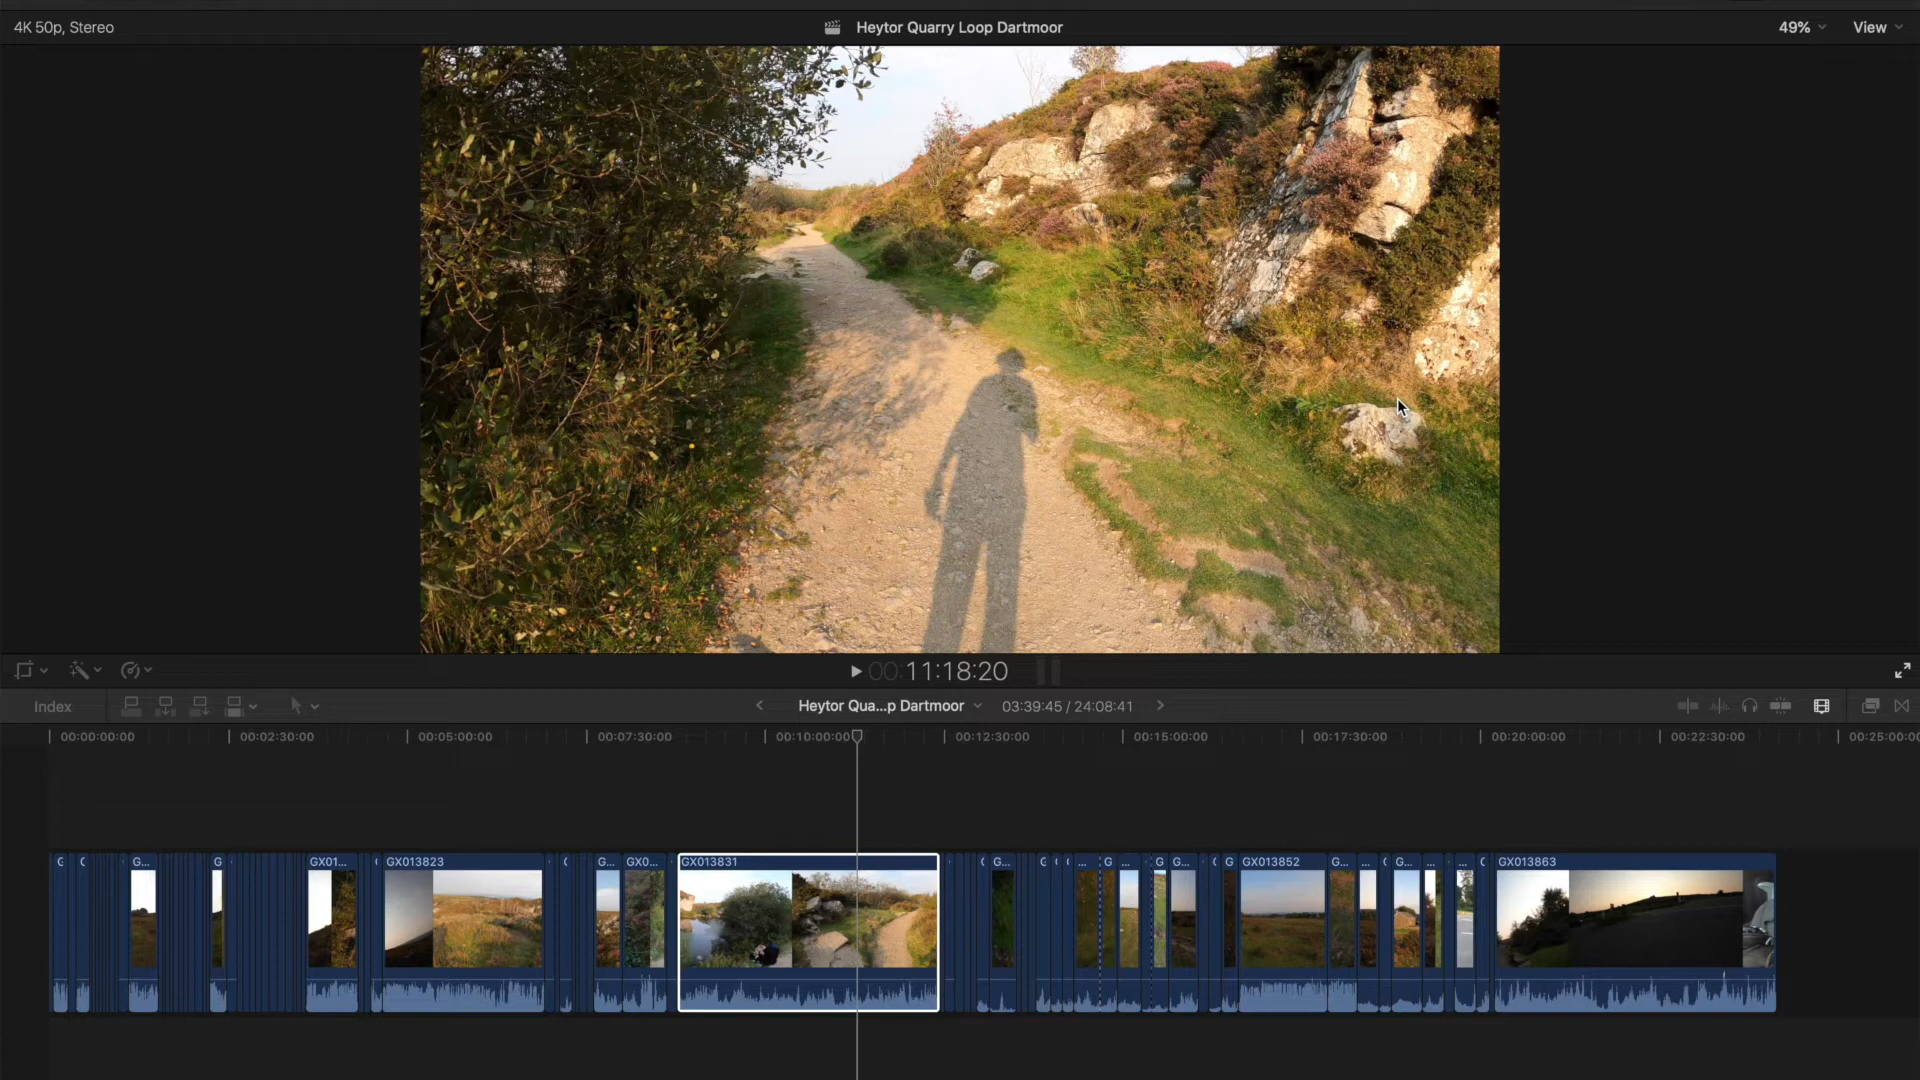 4K 50p, Stereo
Heytor Quarry Loop Dartmoor
49%
View
00:11:18:20
Index
Heytor Qua...p Dartmoor
03:39:45 / 24:08:41
00:00:00:00
00:02:30:00
00:05:00:00
00:07:30:00
00:10:00:00
00:12:30:00
00:15:00:00
00:17:30:00
00:20:00:00
00:22:30:00
00:25:00:00
G...
G
GX01...
GX013823
G...
GX0...
GX013831
G...
G
...
G
...
G
G...
G
GX013852
G...
...
G...
...
...
G...
GX013863